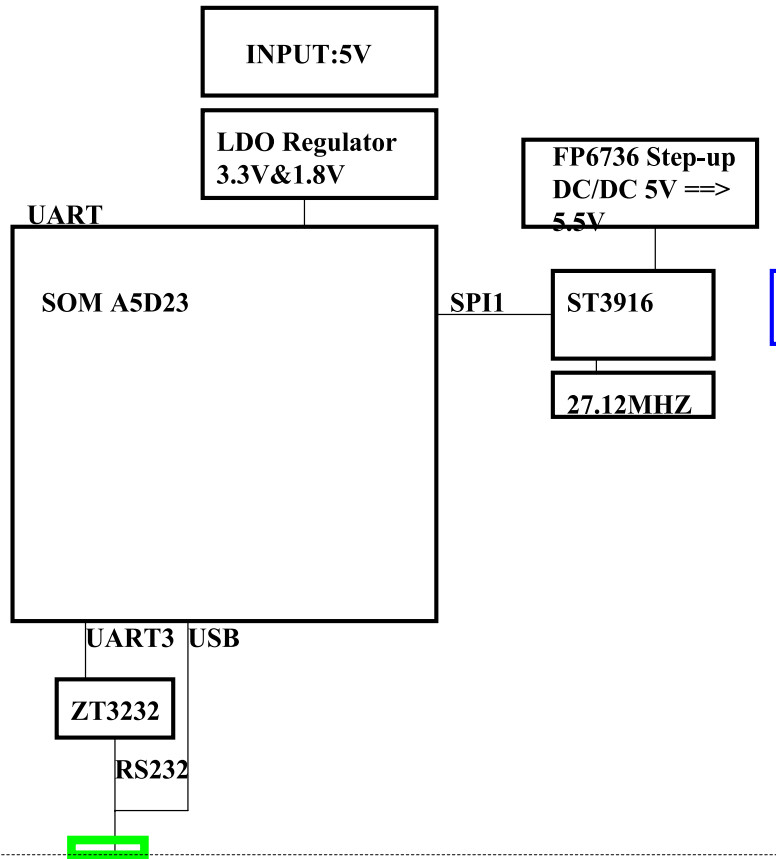 INPUT:5V
LDO Regulator
3.3V&1.8V
FP6736 Step-up
DC/DC 5V ==>
5.5V
UART
SOM A5D23
SPI1
ST3916
27.12MHZ
UART3
USB
ZT3232
RS232